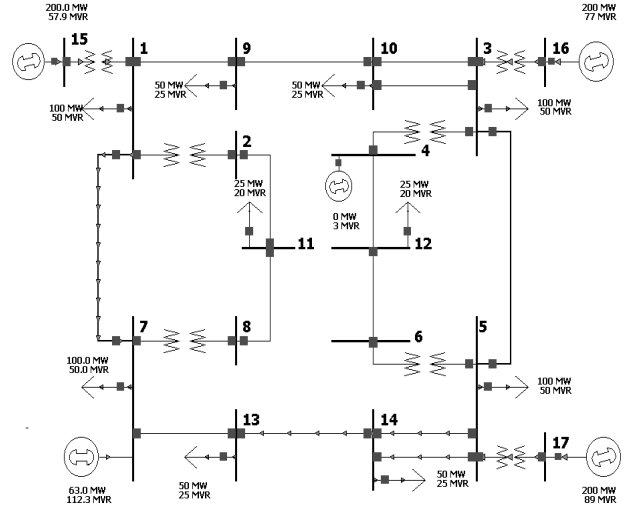 200.0 MW
57.9 MVR
200 MW
77 MVR
15
1
9
10
3
16
50 MW
25 MVR
50 MW
25 MVR
100 MW
50 MVR
100 MW
50 MVR
2
4
25 MW
20 MVR
25 MW
20 MVR
0 MW
3 MVR
11
12
7
8
6
5
100.0 MW
50.0 MVR
100 MW
50 MVR
13
14
17
50 MW
25 MVR
50 MW
25 MVR
63.0 MW
112.3 MVR
200 MW
89 MVR